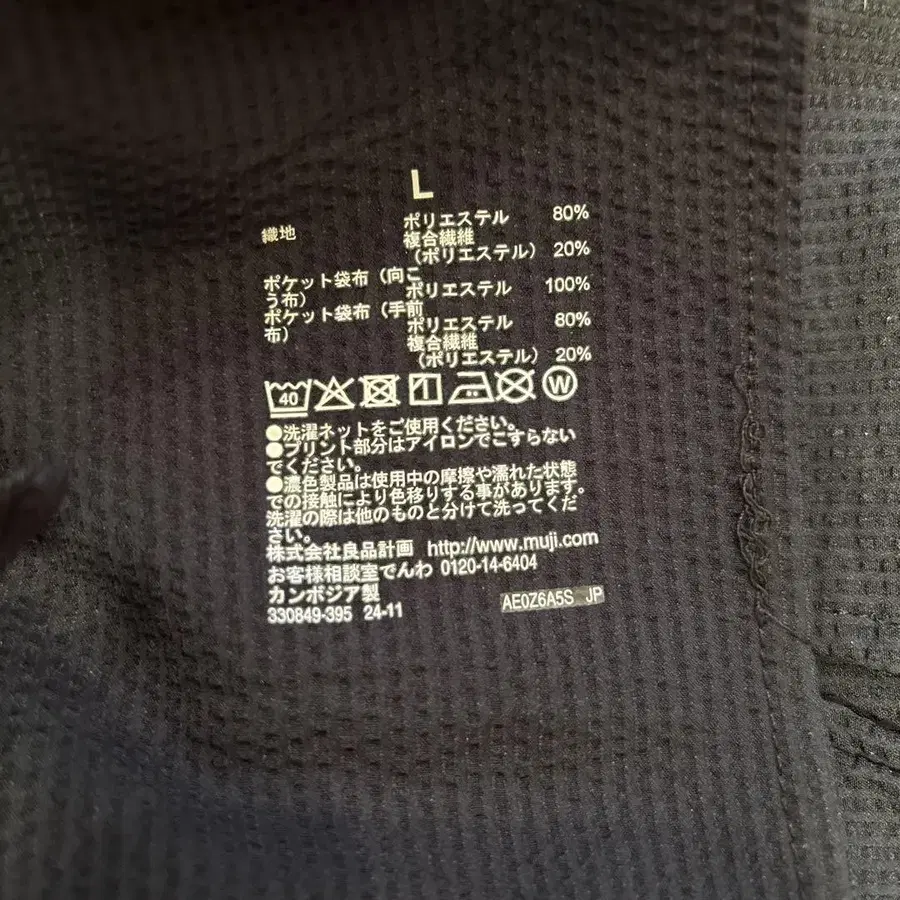 L
織地 ポリエステル 80%
複合繊維
（ポリエステル） 20%
ポケット袋布（向こ
う布） ポリエステル 100%
ポケット袋布（手前
布） ポリエステル 80%
複合繊維
（ポリエステル） 20%
40 W
●洗濯ネットをご使用ください。
●プリント部分はアイロンでこすらない
でください。
●濃色製品は使用中の摩擦や濡れた状態
での接触により色移りする事があります。
洗濯の際は他のものと分けて洗ってくだ
さい。
株式会社良品計画 http://www.muji.com
お客様相談室でんわ 0120-14-6404
カンボジア製
330849-395 24-11 AE0Z6A5S JP